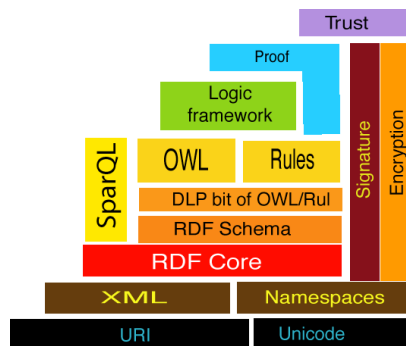 Trust
Proof
Logic
framework
Signature
Encryption
SparQL
OWL
Rules
DLP bit of OWL/Rul
RDF Schema
RDF Core
XML
Namespaces
URI
Unicode